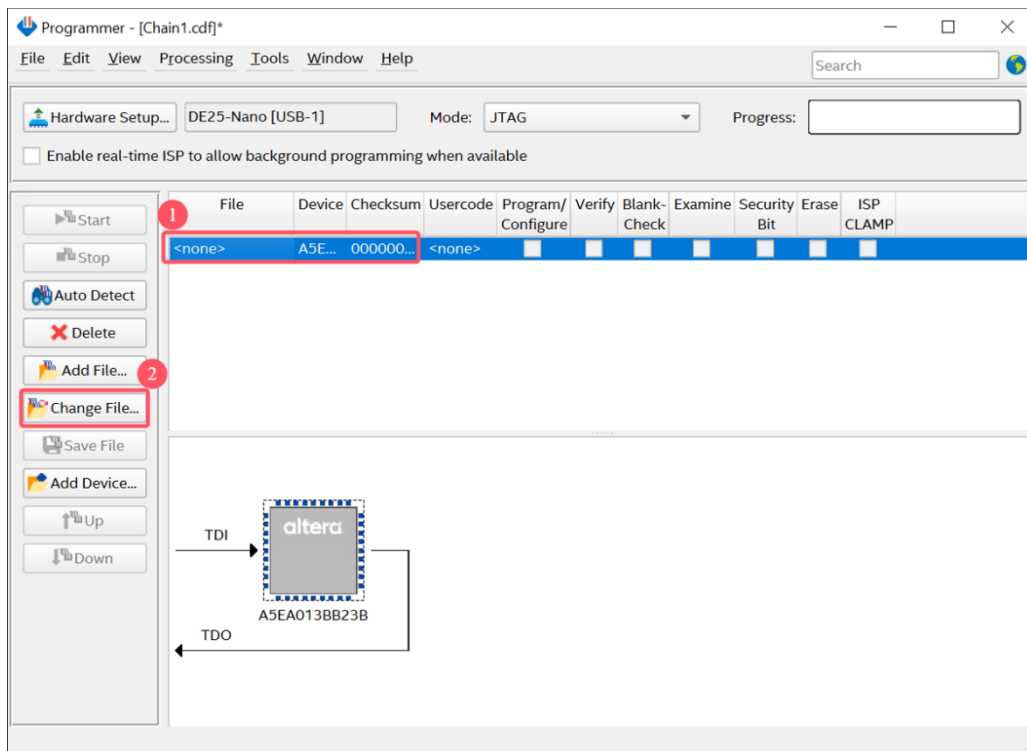 Programmer - [Chain1.cdf]*
File Edit View Processing Tools Window Help
Search
Hardware Setup... DE25-Nano [USB-1] Mode: JTAG Progress:
Enable real-time ISP to allow background programming when available
File Device Checksum Usercode Program/ Configure Verify Blank- Check Examine Security Bit Erase ISP CLAMP
1
<none> A5E... 000000... <none>
Start
Stop
Auto Detect
Delete
Add File...
2
Change File...
Save File
Add Device...
Up
Down
TDI
altera
A5EA013BB23B
TDO